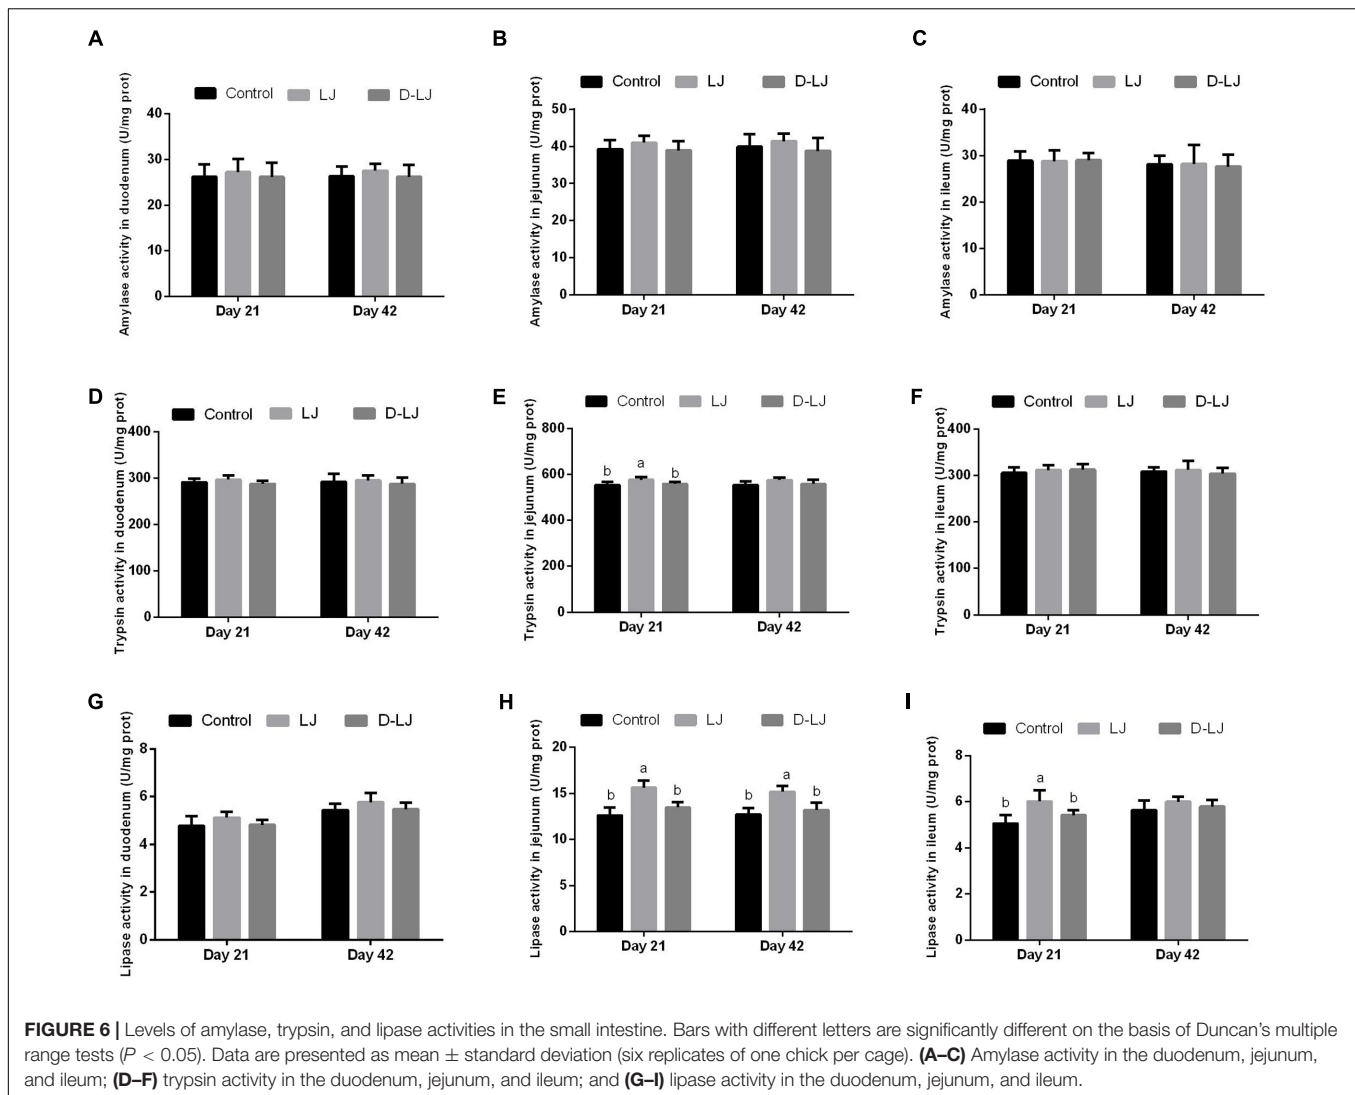 A
Control LJ D-LJ
Amylase activity in duodenum (U/mg prot)
40
30
20
10
0
Day 21 Day 42
B
Control LJ D-LJ
Amylase activity in jejunum (U/mg prot)
50
40
30
20
10
0
Day 21 Day 42
C
Control LJ D-LJ
Amylase activity in ileum (U/mg prot)
40
30
20
10
0
Day 21 Day 42
D
Control LJ D-LJ
Trypsin activity in duodenum (U/mg prot)
400
300
200
100
0
Day 21 Day 42
E
Control LJ D-LJ
Trypsin activity in jejunum (U/mg prot)
800
600
400
200
0
b a b
Day 21 Day 42
F
Control LJ D-LJ
Trypsin activity in ileum (U/mg prot)
400
300
200
100
0
Day 21 Day 42
G
Control LJ D-LJ
Lipase activity in duodenum (U/mg prot)
8
6
4
2
0
Day 21 Day 42
H
Control LJ D-LJ
Lipase activity in jejunum (U/mg prot)
20
15
10
5
0
b a b b a b
Day 21 Day 42
I
Control LJ D-LJ
Lipase activity in ileum (U/mg prot)
8
6
4
2
0
b a b
Day 21 Day 42
FIGURE 6 | Levels of amylase, trypsin, and lipase activities in the small intestine. Bars with different letters are significantly different on the basis of Duncan's multiple
range tests (P < 0.05). Data are presented as mean ± standard deviation (six replicates of one chick per cage). (A–C) Amylase activity in the duodenum, jejunum,
and ileum; (D–F) trypsin activity in the duodenum, jejunum, and ileum; and (G–I) lipase activity in the duodenum, jejunum, and ileum.